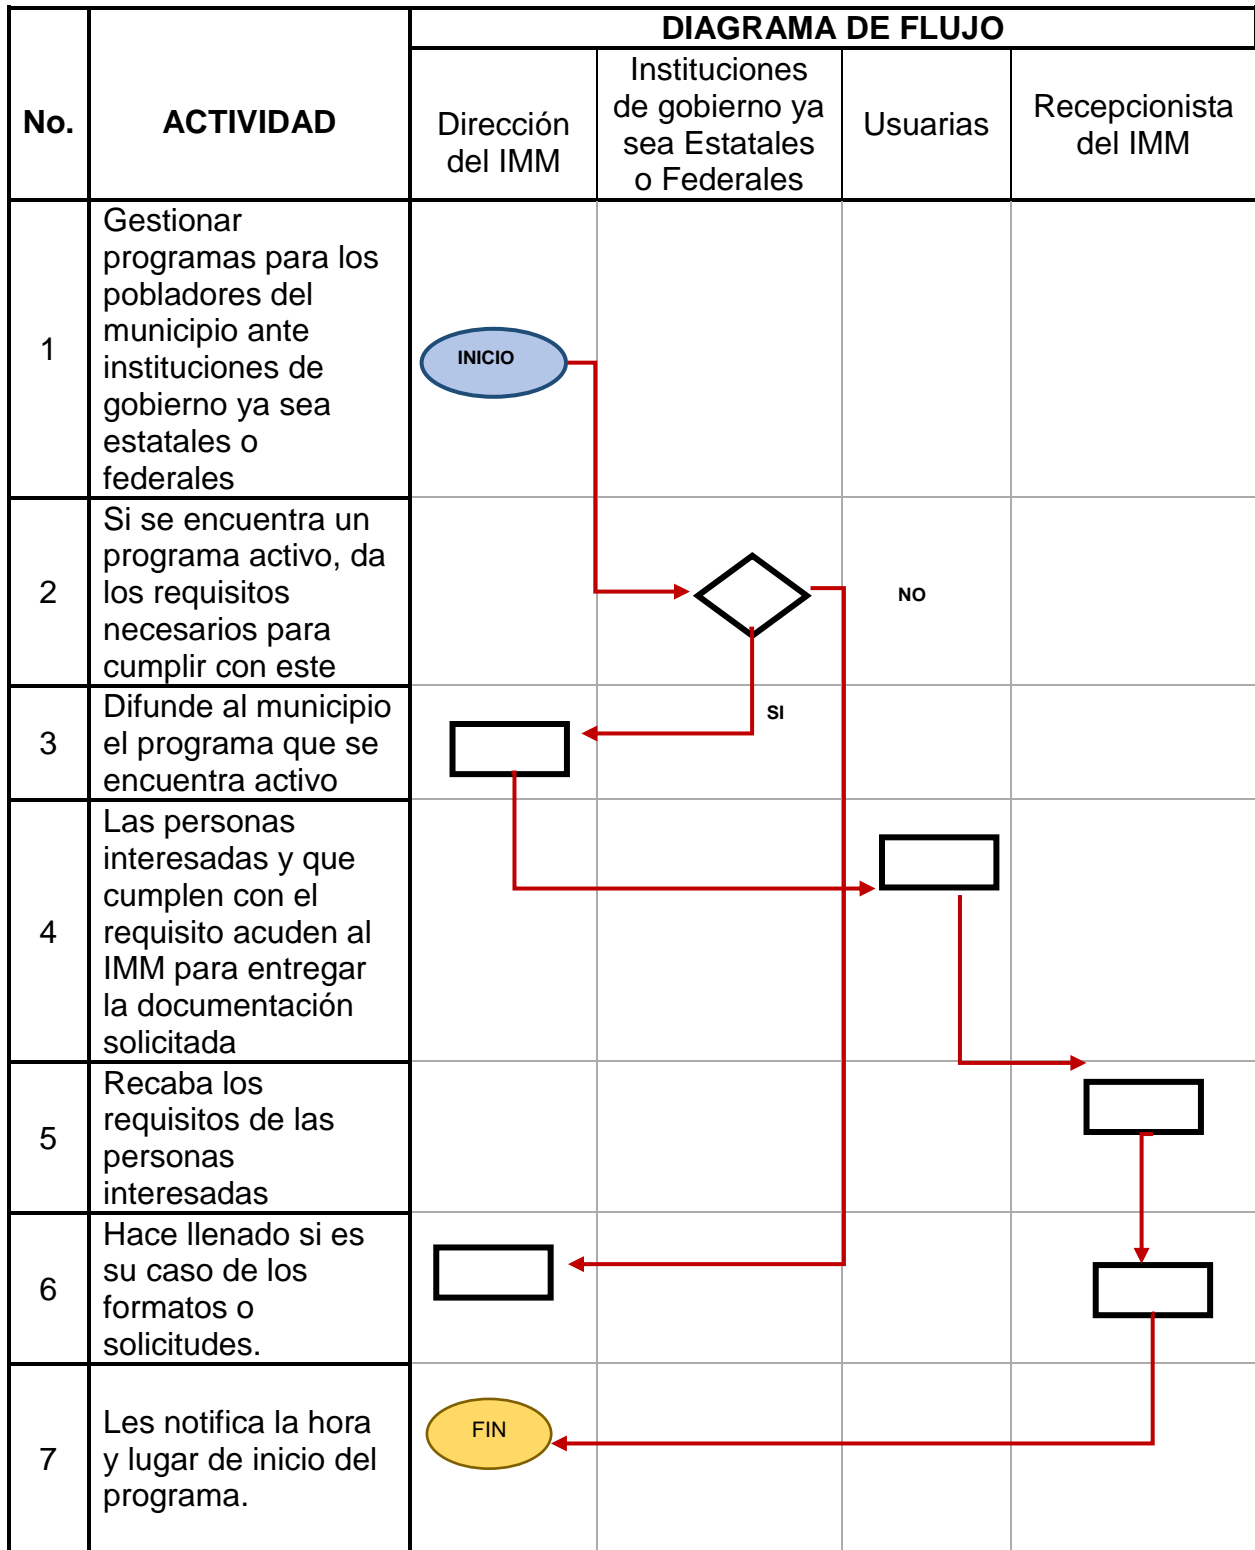 DIAGRAMA DE FLUJO
No.
ACTIVIDAD
Dirección
del IMM
Instituciones
de gobierno ya
sea Estatales
o Federales
Usuarias
Recepcionista
del IMM
1
Gestionar
programas para los
pobladores del
municipio ante
instituciones de
gobierno ya sea
estatales o
federales
INICIO
2
Si se encuentra un
programa activo, da
los requisitos
necesarios para
cumplir con este
NO
3
Difunde al municipio
el programa que se
encuentra activo
SI
4
Las personas
interesadas y que
cumplen con el
requisito acuden al
IMM para entregar
la documentación
solicitada
5
Recaba los
requisitos de las
personas
interesadas
6
Hace llenado si es
su caso de los
formatos o
solicitudes.
7
Les notifica la hora
y lugar de inicio del
programa.
FIN